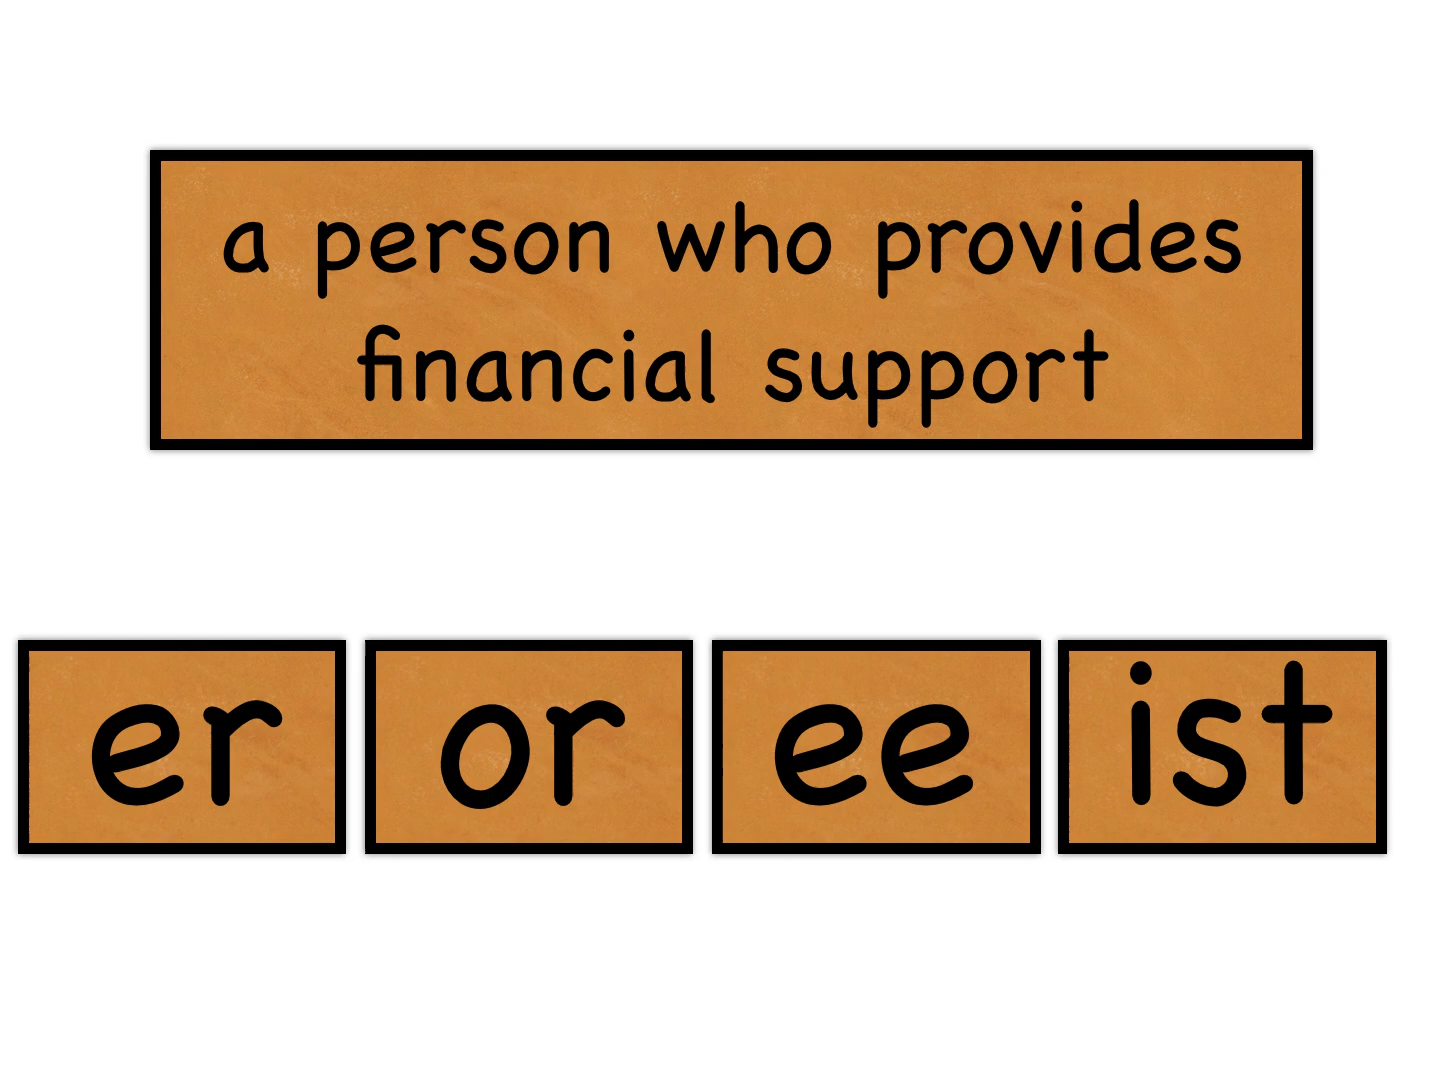 a person who provides
financial support
er or ee ist